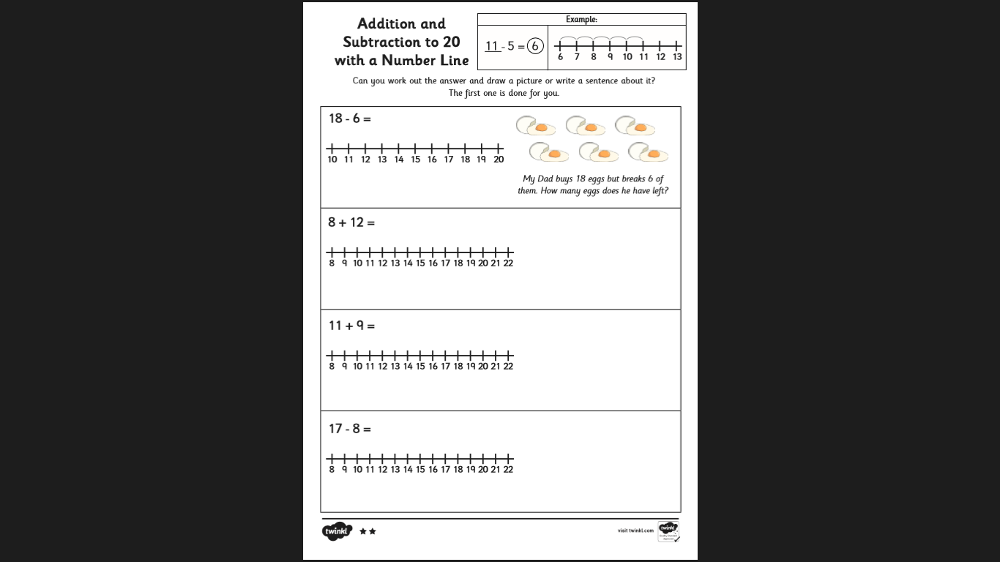 Addition and
Subtraction to 20
with a Number Line
Example:
11 - 5 = 6
6 7 8 9 10 11 12 13
Can you work out the answer and draw a picture or write a sentence about it?
The first one is done for you.
18 - 6 =
10 11 12 13 14 15 16 17 18 19 20
My Dad buys 18 eggs but breaks 6 of
them. How many eggs does he have left?
8 + 12 =
8 9 10 11 12 13 14 15 16 17 18 19 20 21 22
11 + 9 =
8 9 10 11 12 13 14 15 16 17 18 19 20 21 22
17 - 8 =
8 9 10 11 12 13 14 15 16 17 18 19 20 21 22
twinkl
visit twinkl.com
twinkl